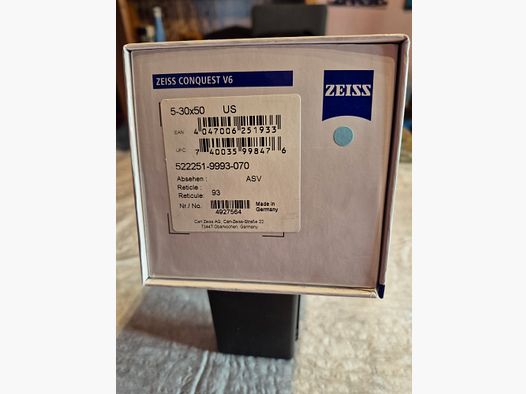 ZEISS CONQUEST V6
ZEISS
5-30x50 US
EAN 4 047006 251933
UPC 7 40035 99847 6
522251-9993-070
Absehen : ASV
Reticle :
Reticule: 93
Nr./ No. 4927564 Made in Germany
Carl Zeiss AG, Carl-Zeiss-Straße 22
73447 Oberkochen, Germany